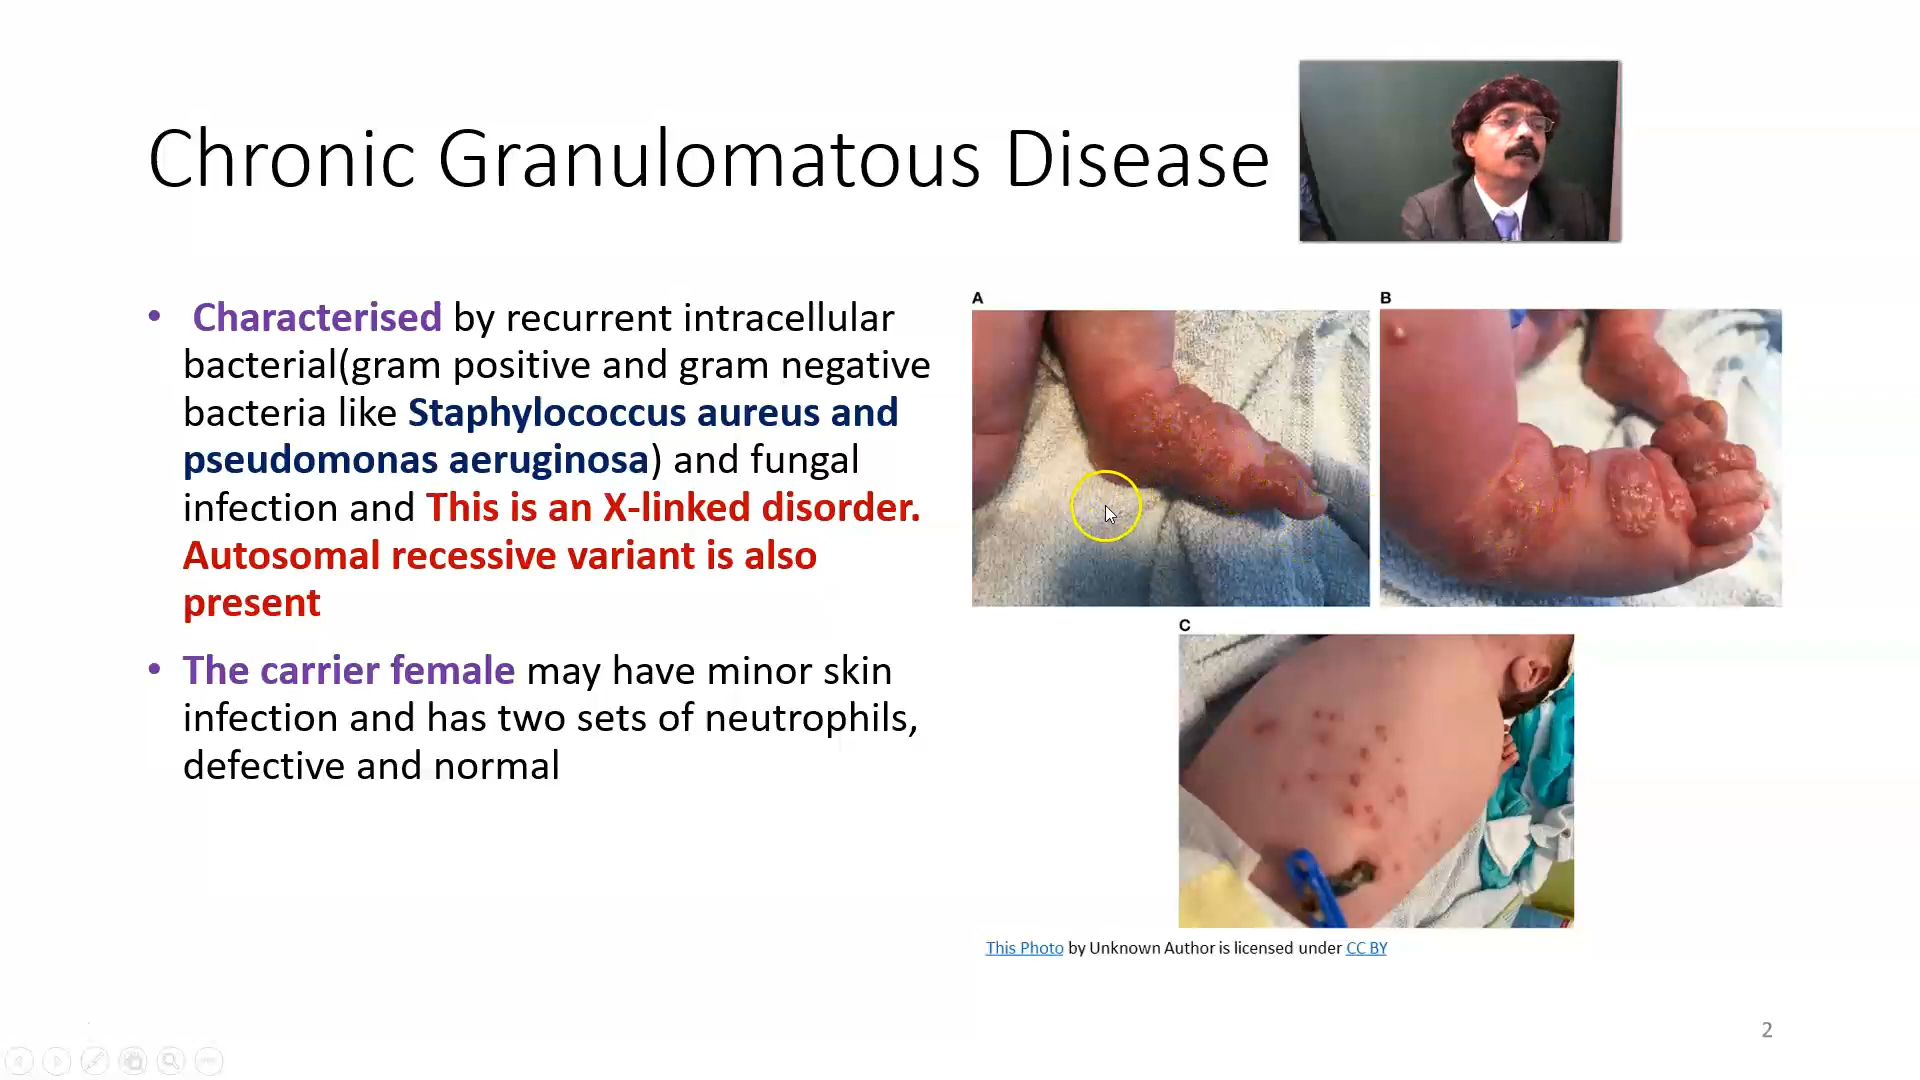 Chronic Granulomatous Disease
• Characterised by recurrent intracellular
bacterial(gram positive and gram negative
bacteria like Staphylococcus aureus and
pseudomonas aeruginosa) and fungal
infection and This is an X-linked disorder.
Autosomal recessive variant is also
present
• The carrier female may have minor skin
infection and has two sets of neutrophils,
defective and normal
A
B
C
This Photo by Unknown Author is licensed under CC BY
2